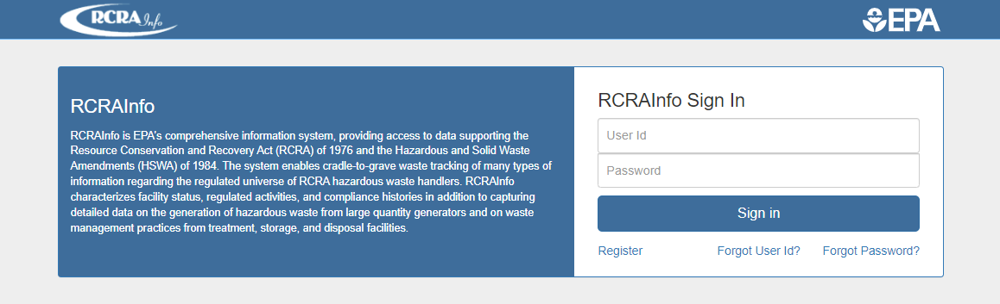 RCRAInfo
EPA
RCRAInfo
RCRAInfo is EPA's comprehensive information system, providing access to data supporting the
Resource Conservation and Recovery Act (RCRA) of 1976 and the Hazardous and Solid Waste
Amendments (HSWA) of 1984. The system enables cradle-to-grave waste tracking of many types of
information regarding the regulated universe of RCRA hazardous waste handlers. RCRAInfo
characterizes facility status, regulated activities, and compliance histories in addition to capturing
detailed data on the generation of hazardous waste from large quantity generators and on waste
management practices from treatment, storage, and disposal facilities.
RCRAInfo Sign In
User Id
Password
Sign in
Register Forgot User Id? Forgot Password?